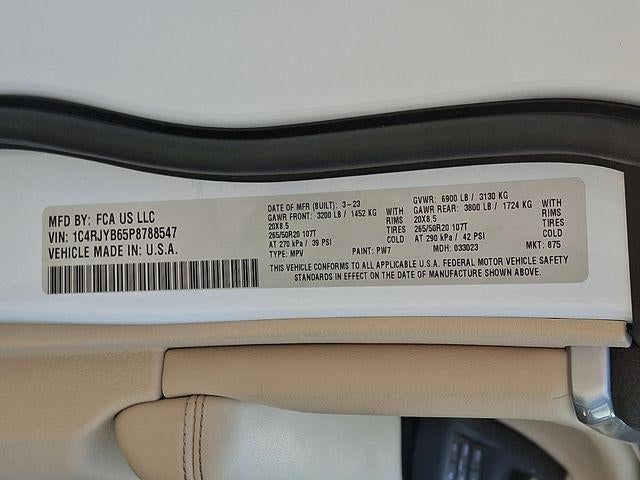 MFD BY: FCA US LLC
VIN: 1C4RJYB65P8788547
VEHICLE MADE IN: U.S.A.
DATE OF MFR (BUILT): 3-23
GAWR FRONT: 3200 LB / 1452 KG WITH
20X8.5 RIMS
265/50R20 107T TIRES
AT 270 kPa / 39 PSI COLD
TYPE: MPV PAINT: PW7
GVWR: 6900 LB / 3130 KG
GAWR REAR: 3800 LB / 1724 KG WITH
20X8.5 RIMS
265/50R20 107T TIRES
AT 290 kPa / 42 PSI COLD
MDH: 033023 MKT: 875
THIS VEHICLE CONFORMS TO ALL APPLICABLE U.S.A. FEDERAL MOTOR VEHICLE SAFETY
STANDARDS IN EFFECT ON THE DATE OF MANUFACTURE SHOWN ABOVE.